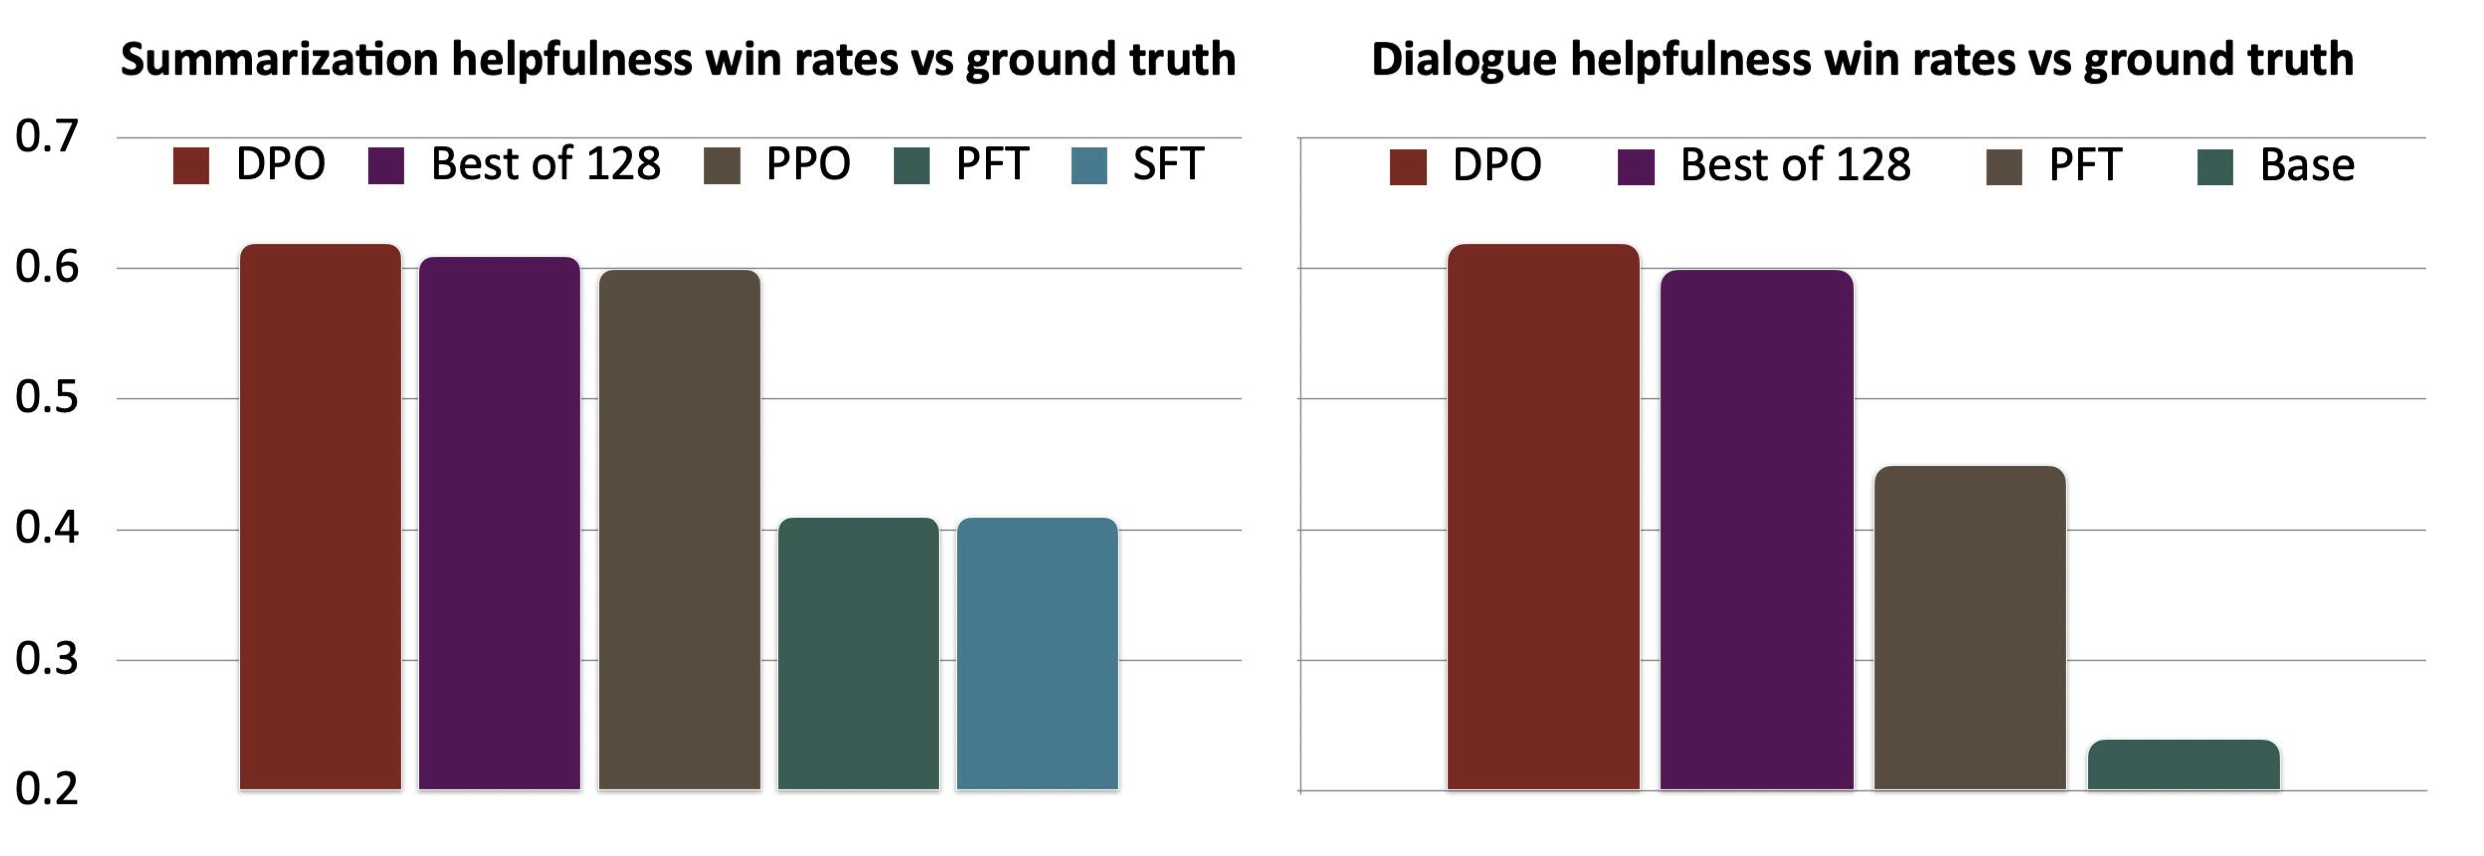 Summarization helpfulness win rates vs ground truth
0.7
DPO Best of 128 PPO PFT SFT
0.6
0.5
0.4
0.3
0.2
Dialogue helpfulness win rates vs ground truth
DPO Best of 128 PFT Base